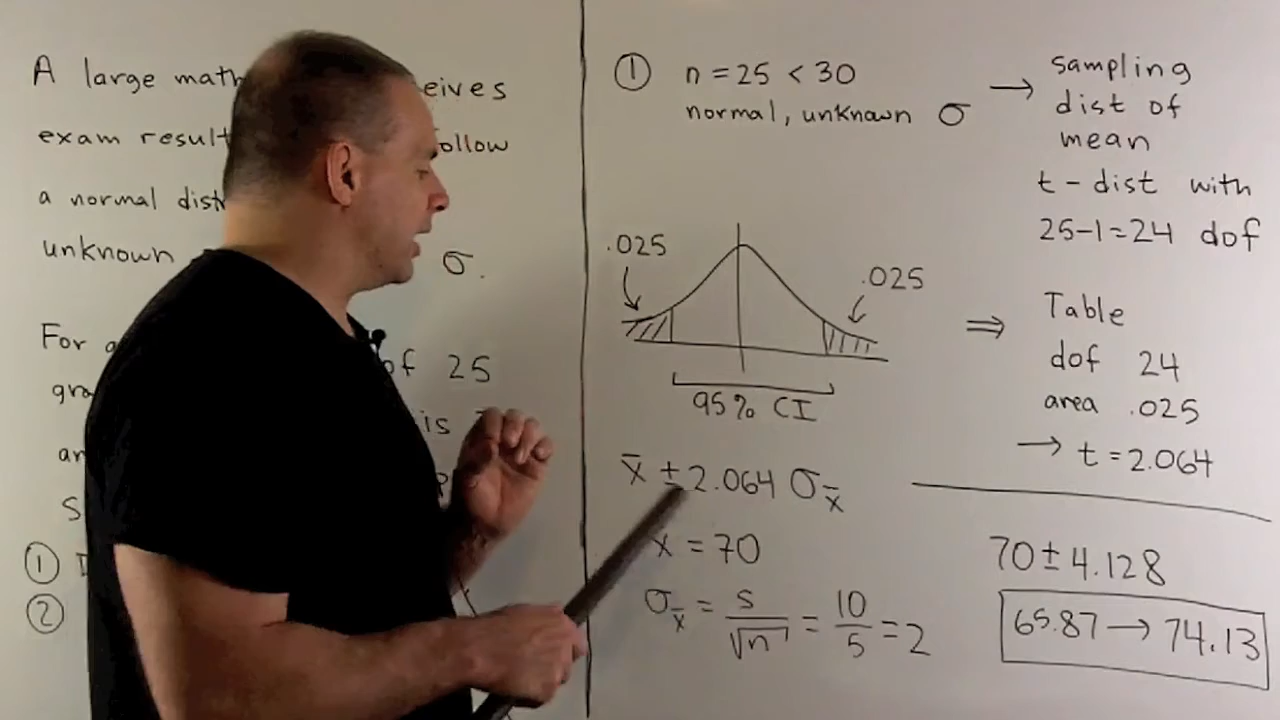 A large math eives
exam result ollow
a normal dist
unknown σ.
For
gra of 25
an is
S
①
②
① n = 25 < 30
normal, unknown σ
→ sampling
dist of
mean
t - dist with
25-1=24 dof
.025
.025
95% CI
⇒ Table
dof 24
area .025
→ t = 2.064
x̄ ± 2.064 σx̄
x = 70
σx̄ = s/√n = 10/5 = 2
70 ± 4.128
65.87 → 74.13